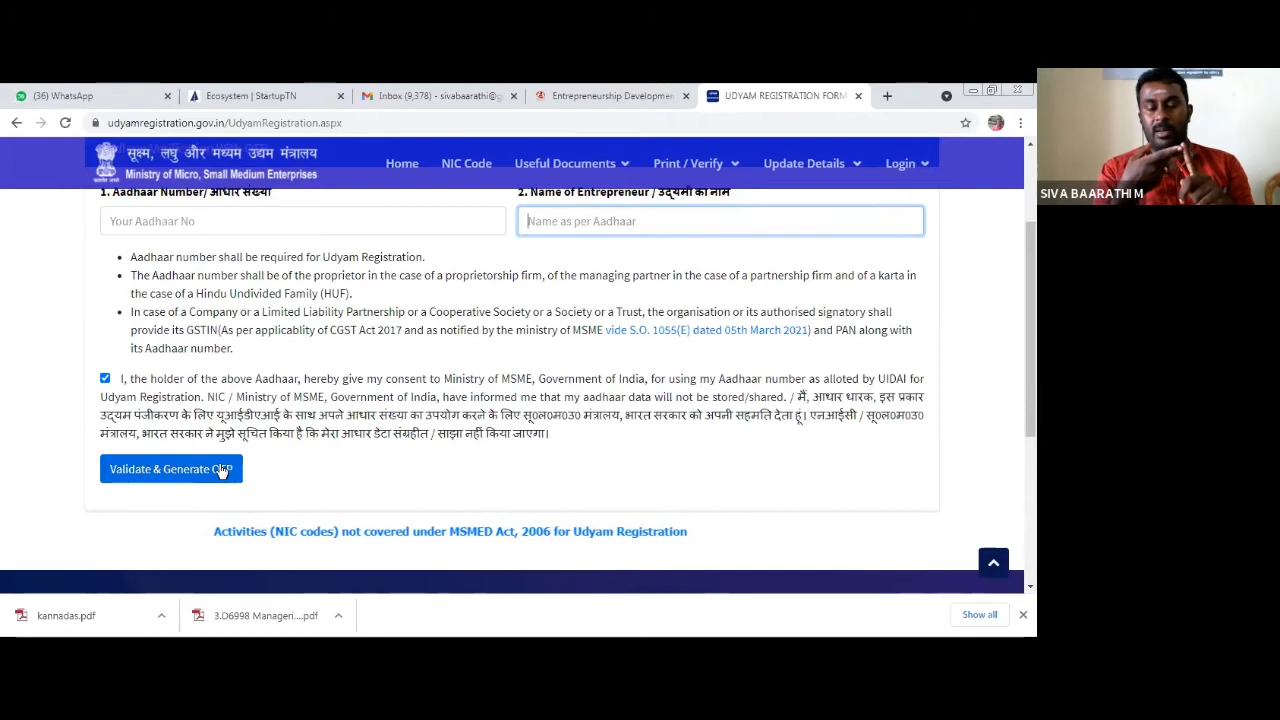 (36) WhatsApp
Ecosystem | StartupTN
Inbox (9,378) - sivabaarathi@g
Entrepreneurship Developmen
UDYAM REGISTRATION FORM
udyamregistration.gov.in/UdyamRegistration.aspx
सूक्ष्म, लघु और मध्यम उद्यम मंत्रालय
Ministry of Micro, Small Medium Enterprises
Home
NIC Code
Useful Documents
Print / Verify
Update Details
Login
SIVA BAARATHI M
1. Aadhaar Number/ आधार संख्या
2. Name of Entrepreneur / उद्यमी का नाम
Your Aadhaar No
Name as per Aadhaar
Aadhaar number shall be required for Udyam Registration.
The Aadhaar number shall be of the proprietor in the case of a proprietorship firm, of the managing partner in the case of a partnership firm and of a karta in
the case of a Hindu Undivided Family (HUF).
In case of a Company or a Limited Liability Partnership or a Cooperative Society or a Society or a Trust, the organisation or its authorised signatory shall
provide its GSTIN(As per applicablity of CGST Act 2017 and as notified by the ministry of MSME vide S.O. 1055(E) dated 05th March 2021) and PAN along with
its Aadhaar number.
I, the holder of the above Aadhaar, hereby give my consent to Ministry of MSME, Government of India, for using my Aadhaar number as alloted by UIDAI for
Udyam Registration. NIC / Ministry of MSME, Government of India, have informed me that my aadhaar data will not be stored/shared. / मैं, आधार धारक, इस प्रकार
उद्यम पंजीकरण के लिए यूआईडीएआई के साथ अपने आधार संख्या का उपयोग करने के लिए सू०ल०म०उ० मंत्रालय, भारत सरकार को अपनी सहमति देता हूं। एनआईसी / सू०ल०म०उ०
मंत्रालय, भारत सरकार ने मुझे सूचित किया है कि मेरा आधार डेटा संग्रहीत / साझा नहीं किया जाएगा।
Validate & Generate OTP
Activities (NIC codes) not covered under MSMED Act, 2006 for Udyam Registration
kannadas.pdf
3.D6998 Manageri....pdf
Show all